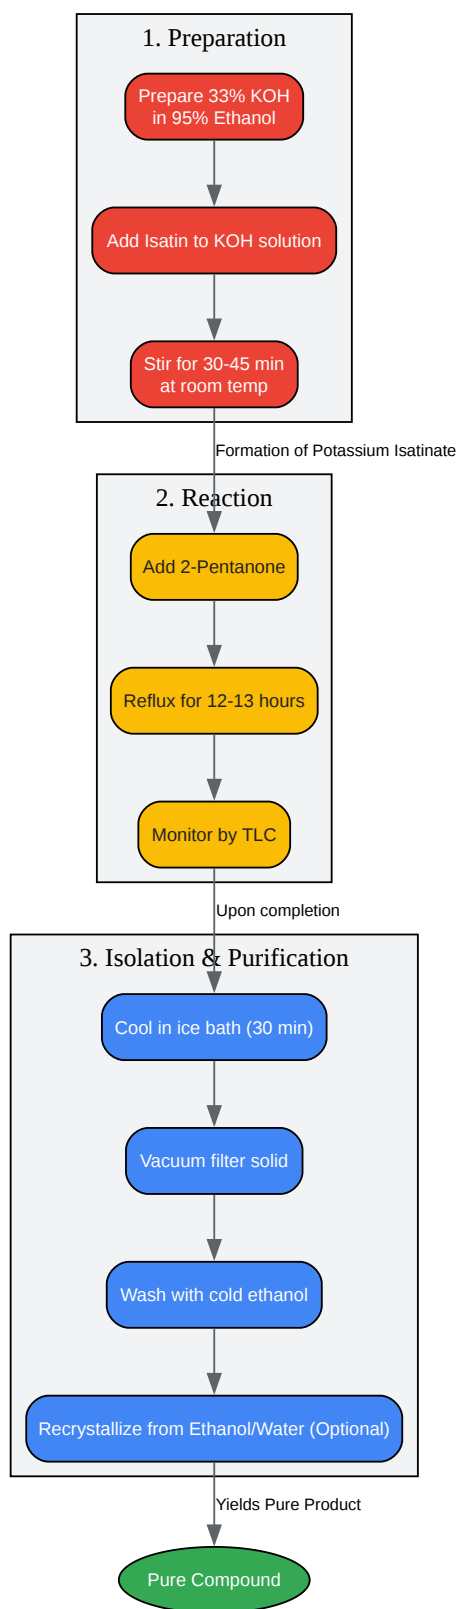 1. Preparation
Prepare 33% KOH
in 95% Ethanol
Add Isatin to KOH solution
Stir for 30-45 min
at room temp
Formation of Potassium Isatinate
2. Reaction
Add 2-Pentanone
Reflux for 12-13 hours
Monitor by TLC
Upon completion
3. Isolation & Purification
Cool in ice bath (30 min)
Vacuum filter solid
Wash with cold ethanol
Recrystallize from Ethanol/Water (Optional)
Yields Pure Product
Pure Compound